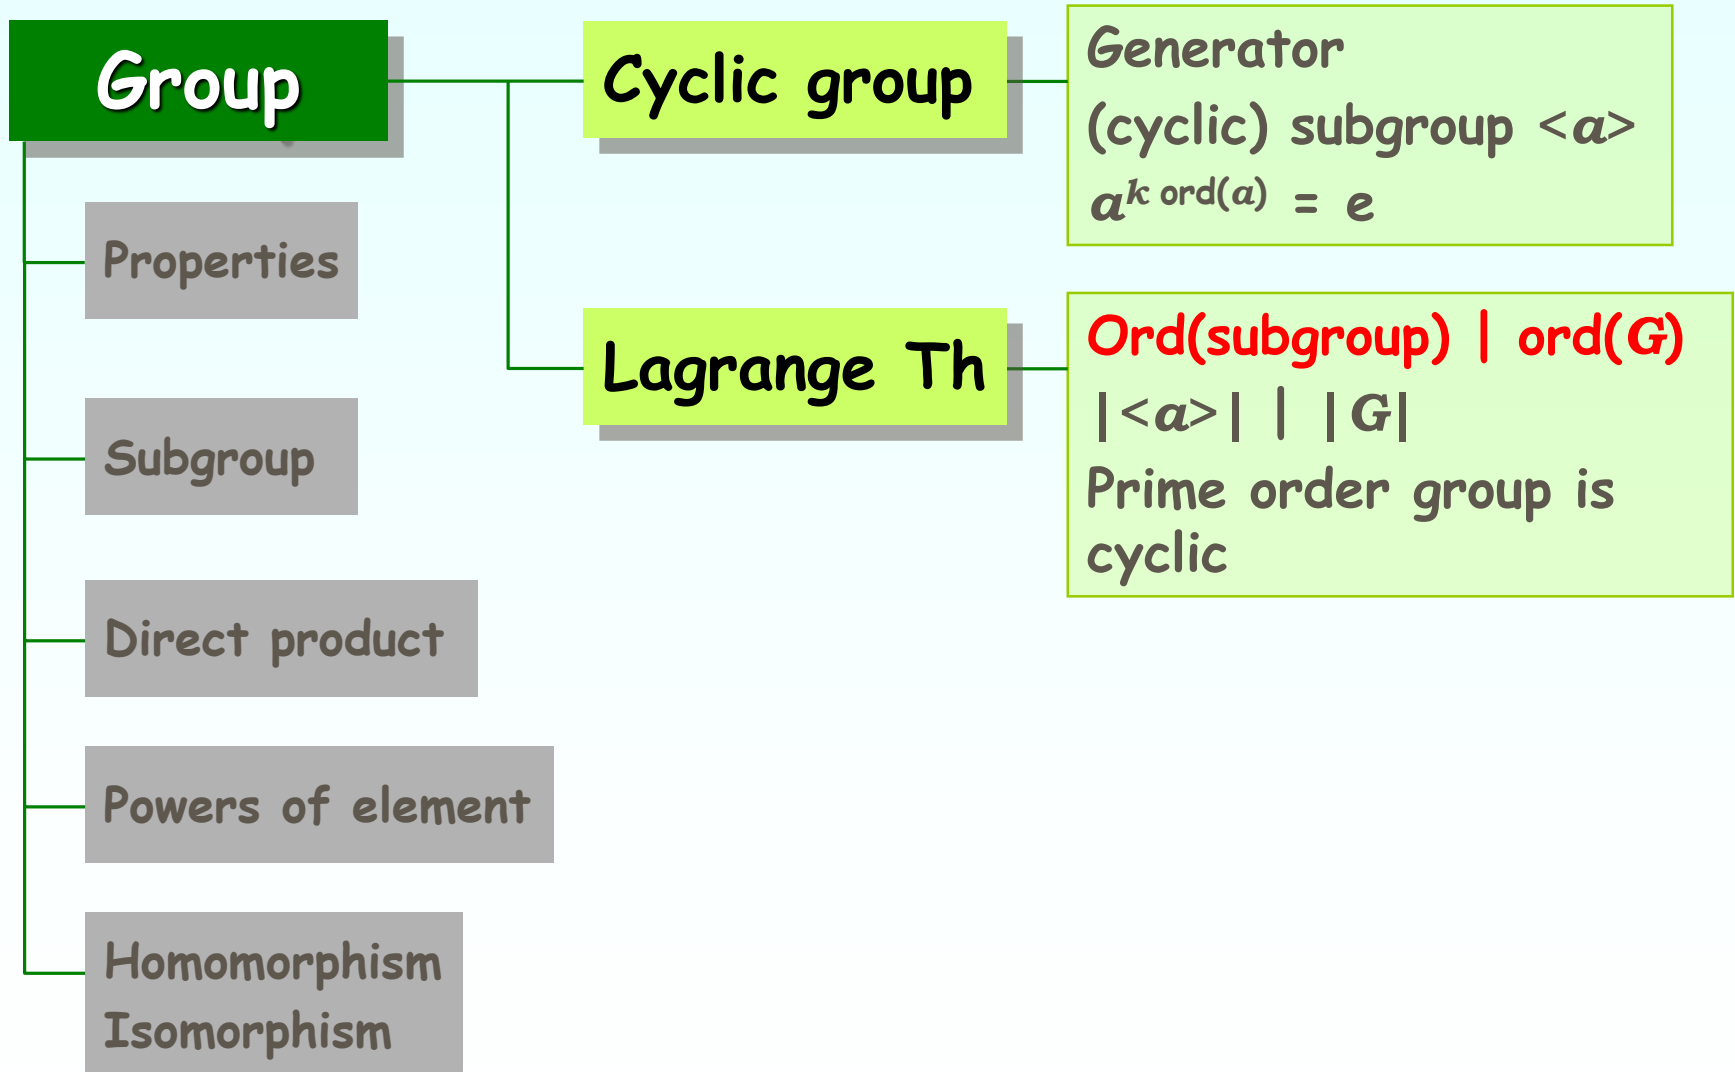 Group
Properties
Subgroup
Direct product
Powers of element
Homomorphism
Isomorphism
Cyclic group
Generator
(cyclic) subgroup <a>
a^{k ord(a)} = e
Lagrange Th
Ord(subgroup) | ord(G)
|<a>| | |G|
Prime order group is
cyclic